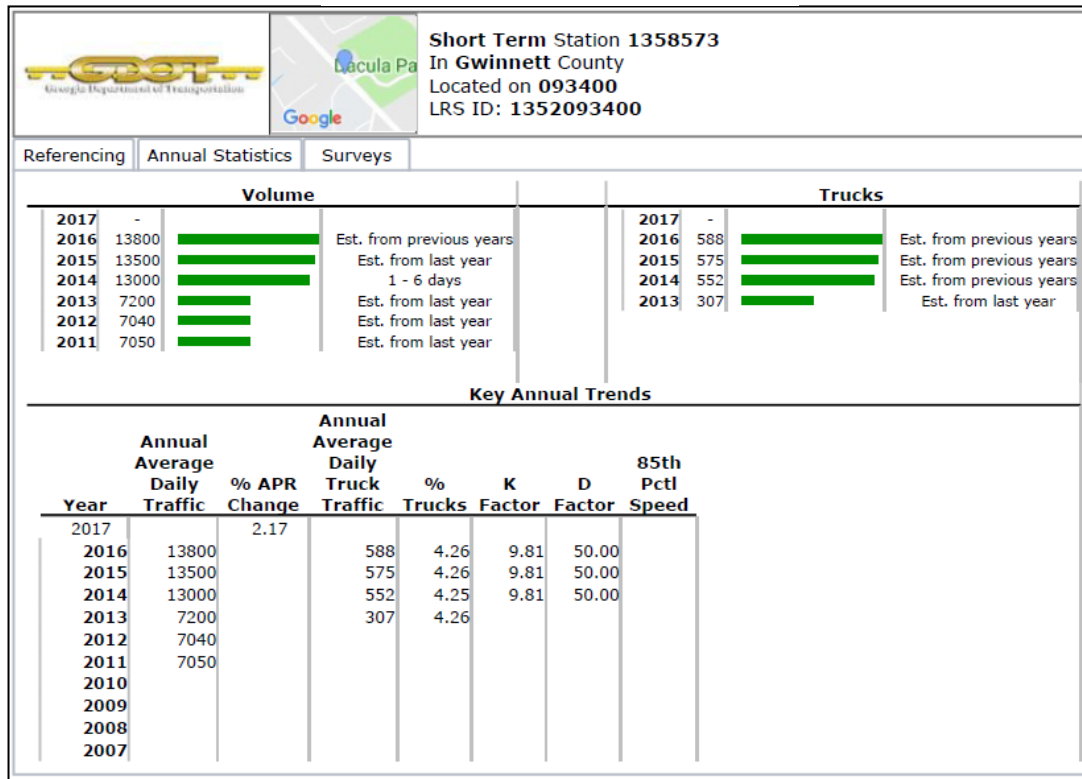 GDOT
Georgia Department of Transportation
Dacula Pa
Google
Short Term Station 1358573
In Gwinnett County
Located on 093400
LRS ID: 1352093400
Referencing Annual Statistics Surveys
Volume
2017 -
2016 13800 Est. from previous years
2015 13500 Est. from last year
2014 13000 1 - 6 days
2013 7200 Est. from last year
2012 7040 Est. from last year
2011 7050 Est. from last year
Trucks
2017 -
2016 588 Est. from previous years
2015 575 Est. from previous years
2014 552 Est. from previous years
2013 307 Est. from last year
Key Annual Trends
Year Annual Average Daily Traffic % APR Change Annual Average Daily Truck Traffic % Trucks K Factor D Factor 85th Pctl Speed
2017 2.17
2016 13800 588 4.26 9.81 50.00
2015 13500 575 4.26 9.81 50.00
2014 13000 552 4.25 9.81 50.00
2013 7200 307 4.26
2012 7040
2011 7050
2010
2009
2008
2007